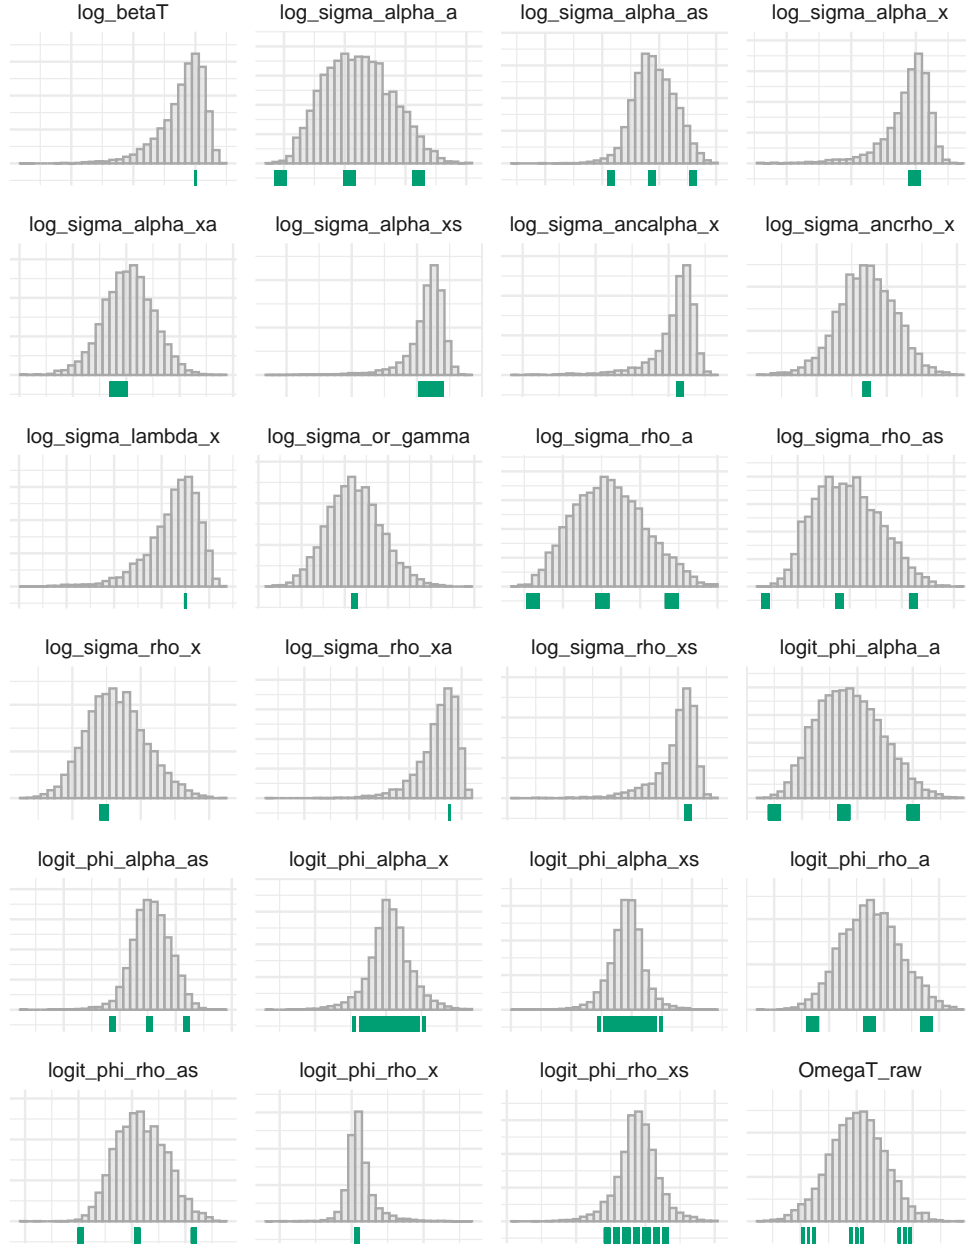 log_betaT log_sigma_alpha_a log_sigma_alpha_as log_sigma_alpha_x
log_sigma_alpha_xa log_sigma_alpha_xs log_sigma_ancalpha_x log_sigma_ancrho_x
log_sigma_lambda_x log_sigma_or_gamma log_sigma_rho_a log_sigma_rho_as
log_sigma_rho_x log_sigma_rho_xa log_sigma_rho_xs logit_phi_alpha_a
logit_phi_alpha_as logit_phi_alpha_x logit_phi_alpha_xs logit_phi_rho_a
logit_phi_rho_as logit_phi_rho_x logit_phi_rho_xs OmegaT_raw